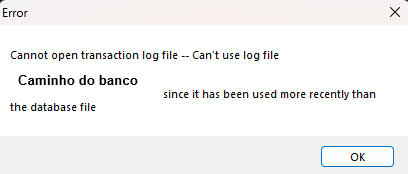 Error
Cannot open transaction log file -- Can't use log file
Caminho do banco
since it has been used more recently than
the database file
OK